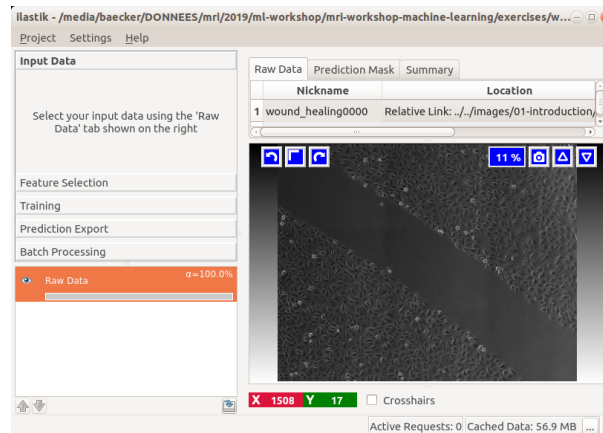 ilastik - /media/baecker/DONNEES/mri/2019/ml-workshop/mri-workshop-machine-learning/exercises/w...
Project Settings Help
Input Data
Select your input data using the 'Raw
Data' tab shown on the right
Feature Selection
Training
Prediction Export
Batch Processing
Raw Data
α=100.0%
Raw Data Prediction Mask Summary
Nickname Location
1 wound_healing0000 Relative Link: ../../images/01-introduction/
11 %
X 1508 Y 17 Crosshairs
Active Requests: 0 Cached Data: 56.9 MB ...